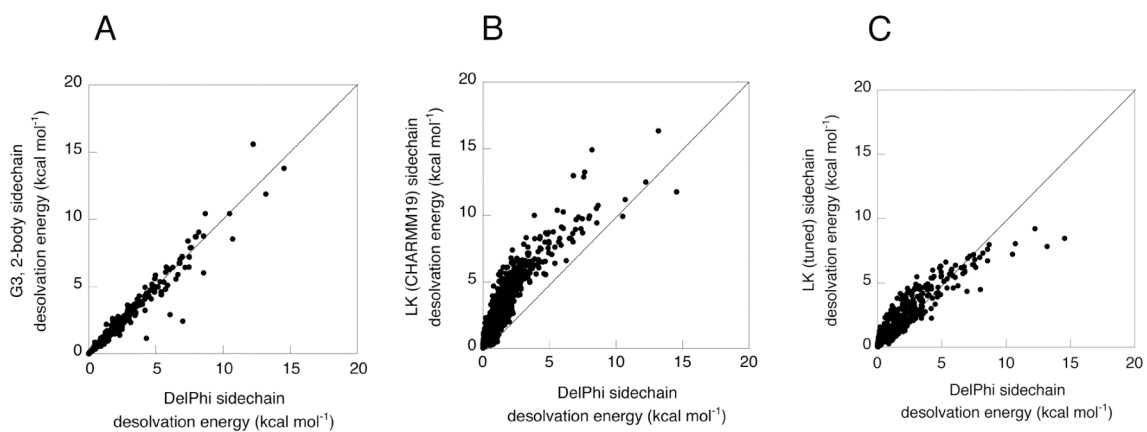 A
G3, 2-body sidechain
desolvation energy (kcal mol⁻¹)
20
15
10
5
0
0 5 10 15 20
DelPhi sidechain
desolvation energy (kcal mol⁻¹)
B
LK (CHARMM19) sidechain
desolvation energy (kcal mol⁻¹)
20
15
10
5
0
0 5 10 15 20
DelPhi sidechain
desolvation energy (kcal mol⁻¹)
C
LK (tuned) sidechain
desolvation energy (kcal mol⁻¹)
20
15
10
5
0
0 5 10 15 20
DelPhi sidechain
desolvation energy (kcal mol⁻¹)